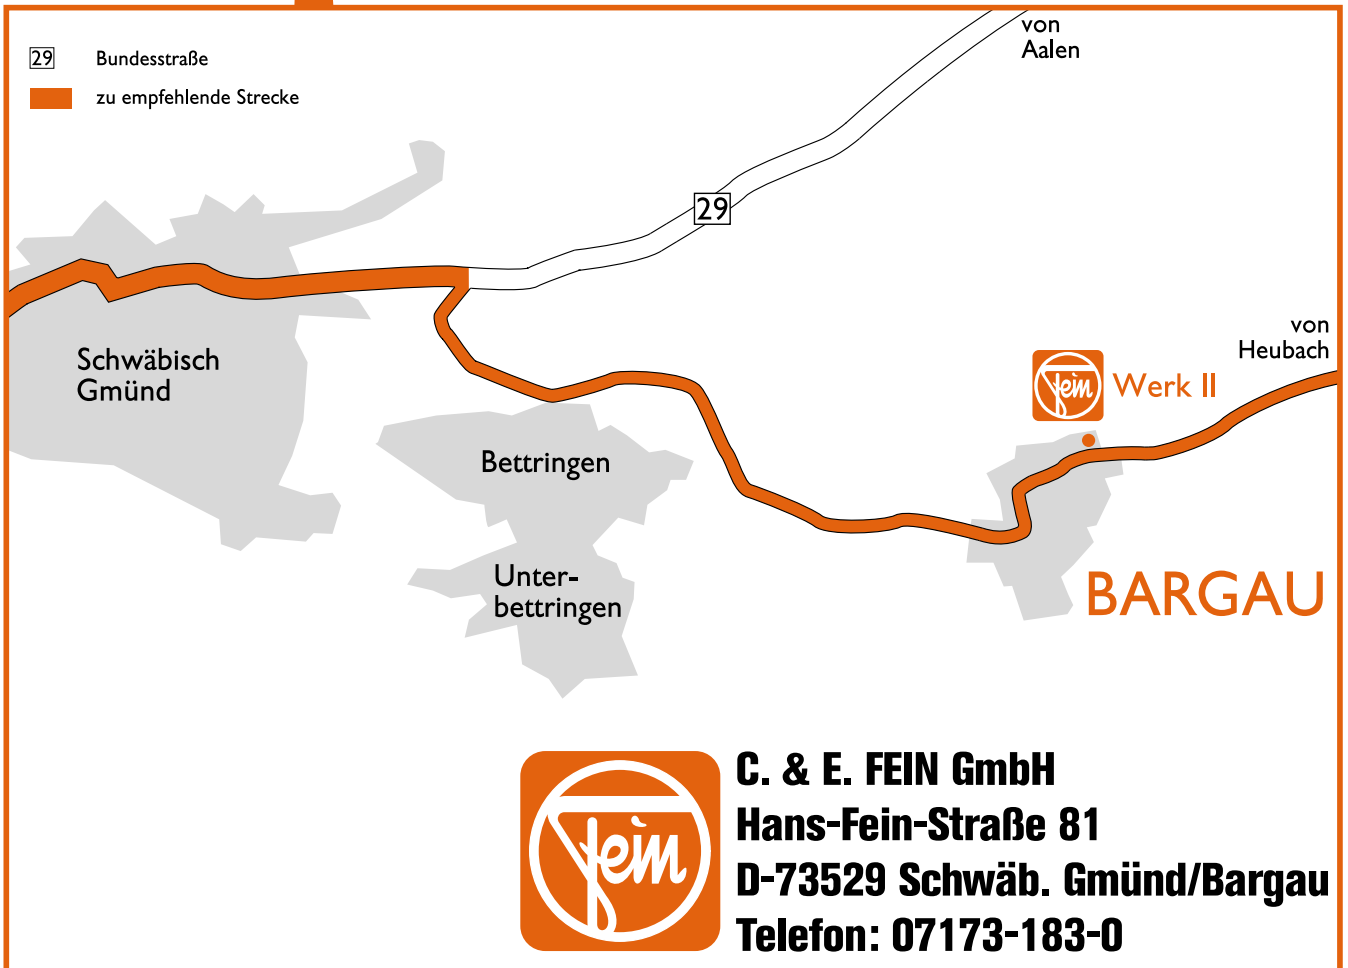 29 Bundesstraße
zu empfehlende Strecke
von
Aalen
29
von
Heubach
Schwäbisch
Gmünd
Fein Werk II
Bettringen
Unter-
bettringen
BARGAU
Fein
C. & E. FEIN GmbH
Hans-Fein-Straße 81
D-73529 Schwäb. Gmünd/Bargau
Telefon: 07173-183-0